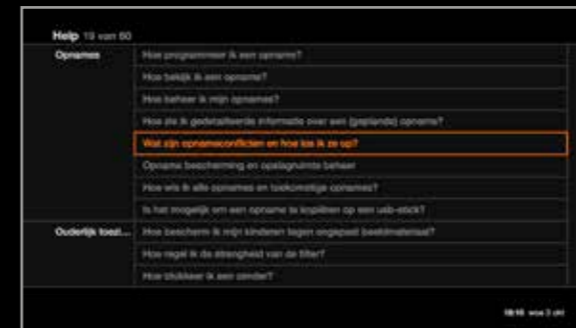 Help 19 van 60
Opnames
Hoe programmeer ik een opname?
Hoe bekijk ik een opname?
Hoe beheer ik mijn opnames?
Hoe zie ik gedetailleerde informatie over een (geplande) opname?
Wat zijn opnameconflicten en hoe los ik ze op?
Opname bescherming en opslagruimte beheer
Hoe wis ik alle opnames en toekomstige opnames?
Is het mogelijk om een opname te kopiëren op een usb-stick?
Ouderlijk toezi... Hoe bescherm ik mijn kinderen tegen ongepast beeldmateriaal?
Hoe regel ik de strengheid van de filter?
Hoe blokkeer ik een zender?
woe 3 okt